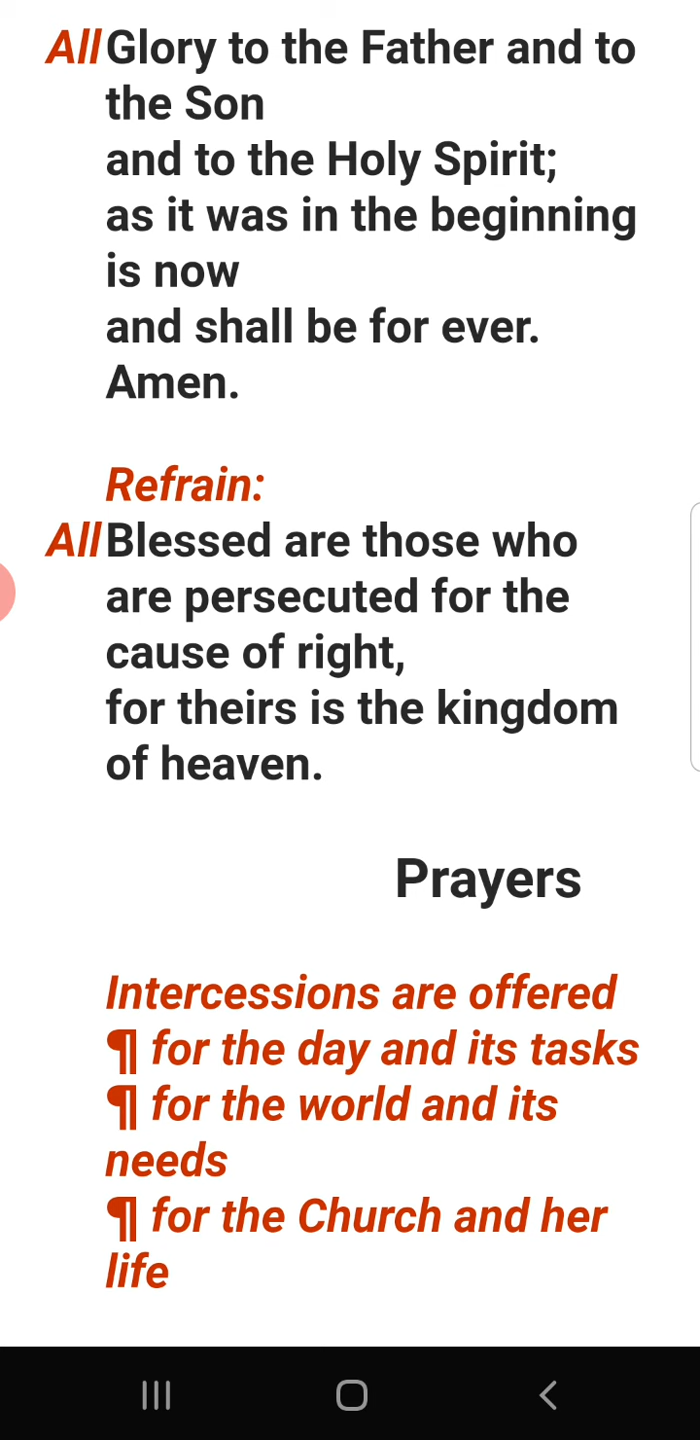 All Glory to the Father and to
the Son
and to the Holy Spirit;
as it was in the beginning
is now
and shall be for ever.
Amen.
Refrain:
All Blessed are those who
are persecuted for the
cause of right,
for theirs is the kingdom
of heaven.
Prayers
Intercessions are offered
¶ for the day and its tasks
¶ for the world and its
needs
¶ for the Church and her
life